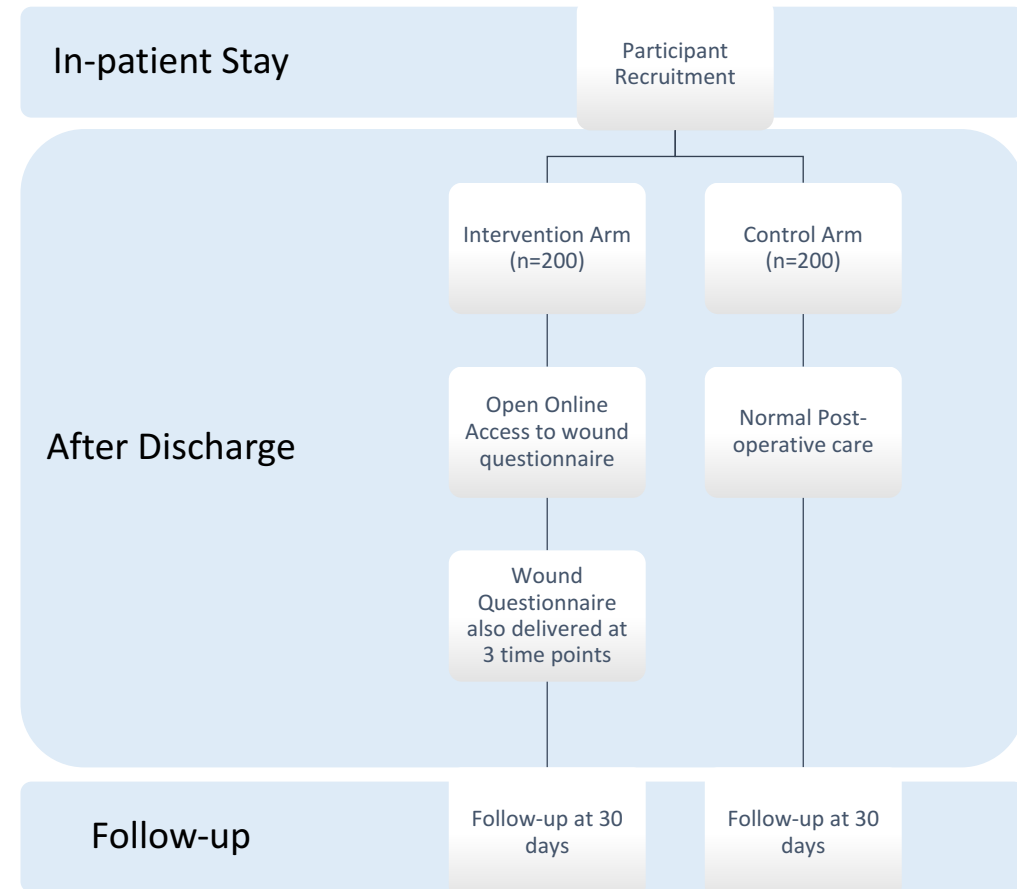 In-patient Stay
Participant
Recruitment
Intervention Arm
(n=200)
Control Arm
(n=200)
After Discharge
Open Online
Access to wound
questionnaire
Normal Post-
operative care
Wound
Questionnaire
also delivered at
3 time points
Follow-up
Follow-up at 30
days
Follow-up at 30
days